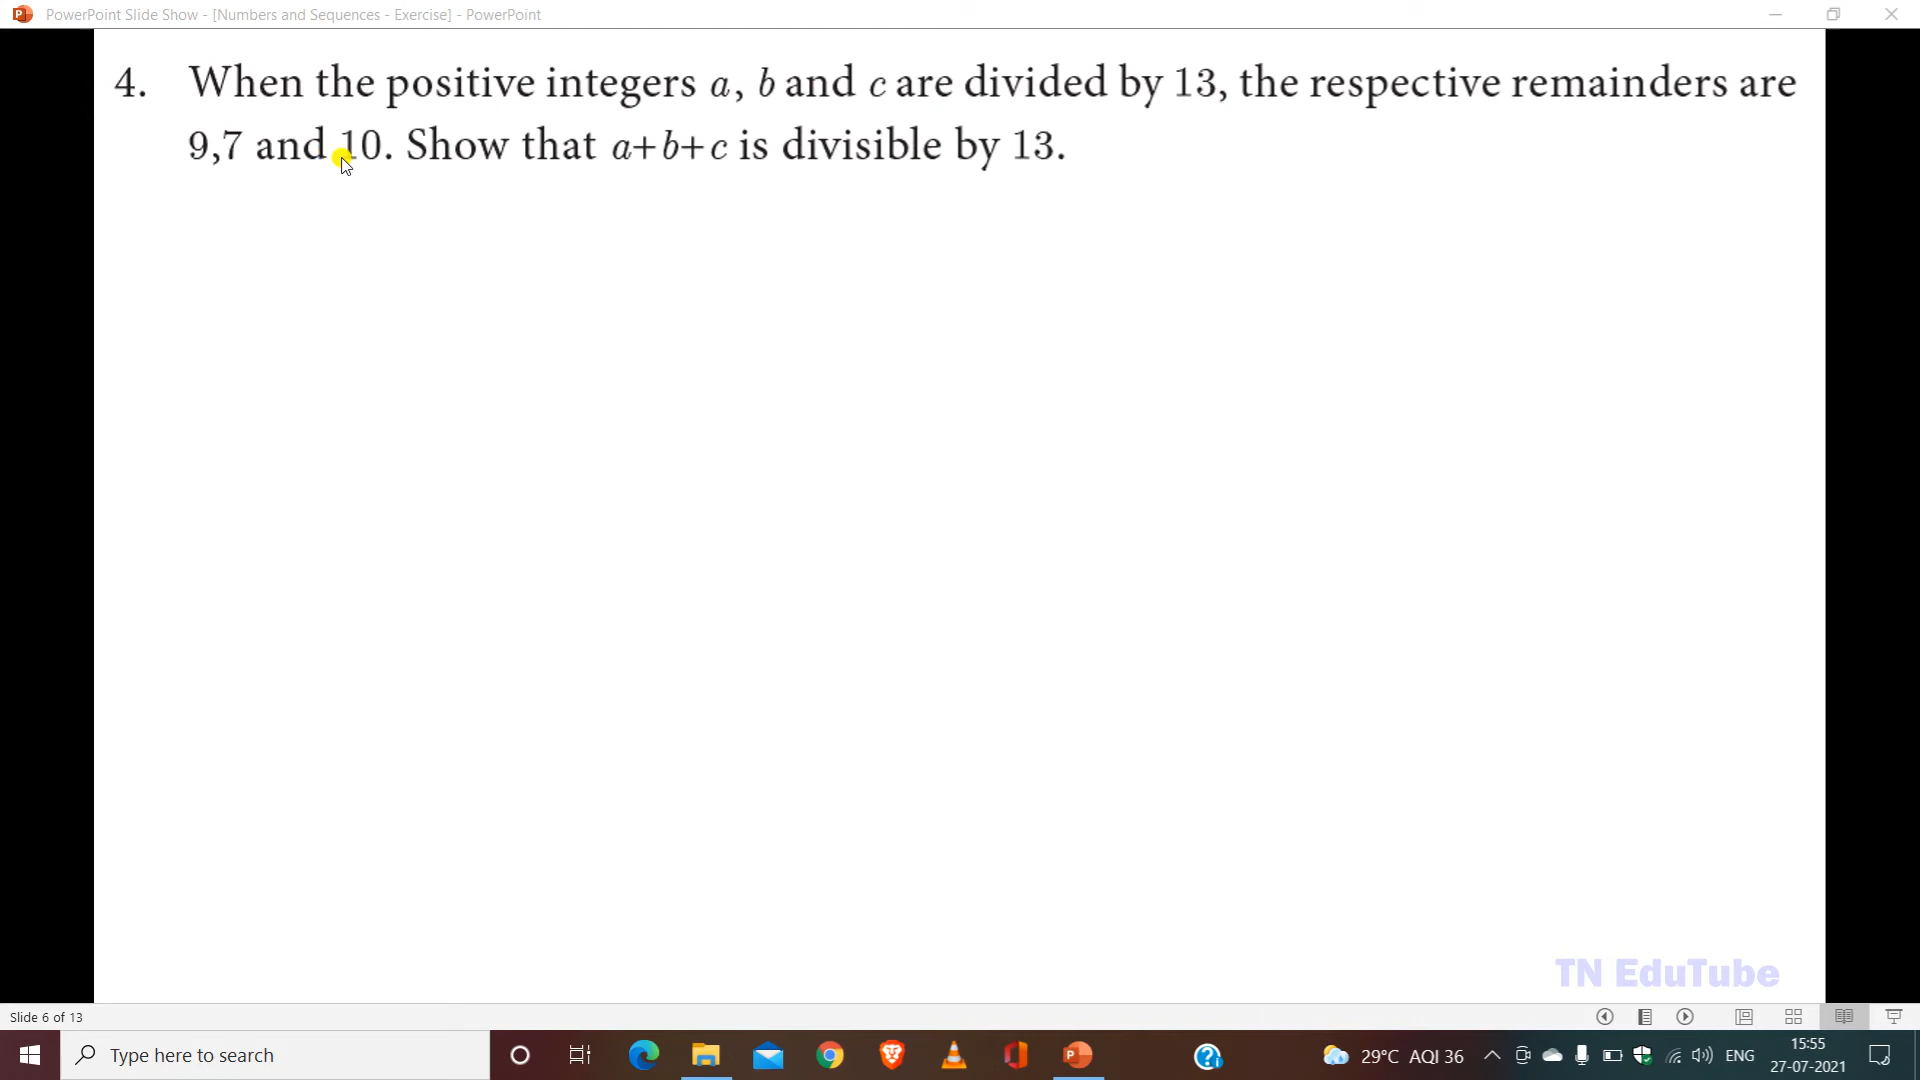 PowerPoint Slide Show - [Numbers and Sequences - Exercise] - PowerPoint
4. When the positive integers a, b and c are divided by 13, the respective remainders are
9,7 and 10. Show that a+b+c is divisible by 13.
TN EduTube
Slide 6 of 13
Type here to search
29°C AQI 36
ENG
15:55
27-07-2021